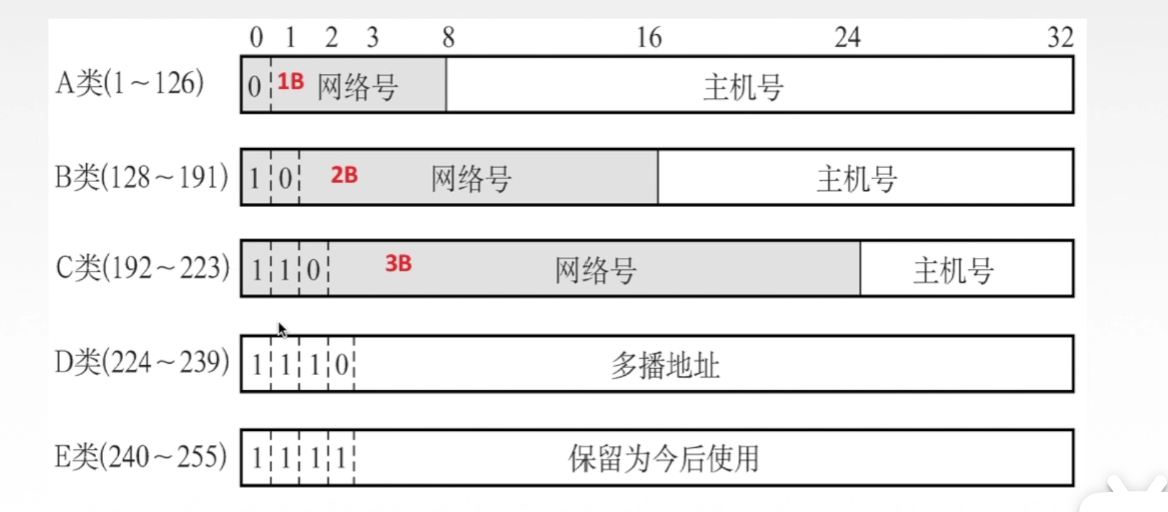 0 1 2 3 8 16 24 32
A类(1～126) 0 1B 网络号 主机号
B类(128～191) 1 0 2B 网络号 主机号
C类(192～223) 1 1 0 3B 网络号 主机号
D类(224～239) 1 1 1 0 多播地址
E类(240～255) 1 1 1 1 保留为今后使用